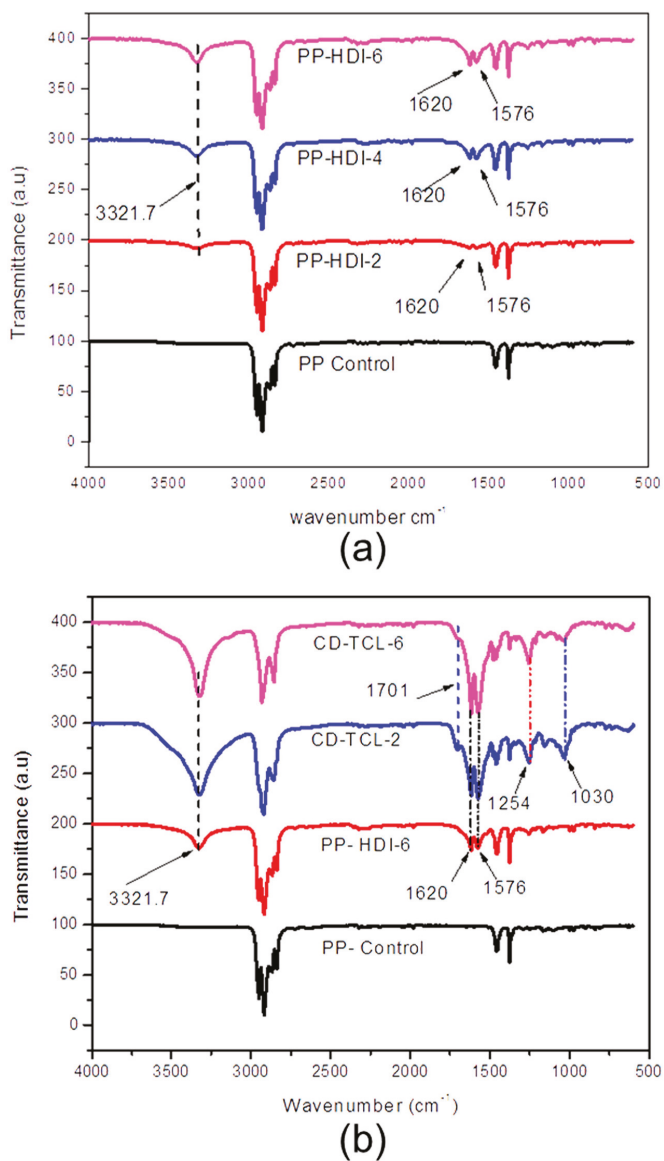 400
PP-HDI-6
350
1620
1576
300
PP-HDI-4
250
3321.7
1620
1576
200
PP-HDI-2
150
1620
1576
100
PP Control
50
0
Transmittance (a.u)
4000 3500 3000 2500 2000 1500 1000 500
wavenumber cm-1
(a)
400
CD-TCL-6
350
1701
300
CD-TCL-2
250
1254
1030
200
PP- HDI-6
150
3321.7
1620
1576
100
PP- Control
50
0
Transmittance (a.u)
4000 3500 3000 2500 2000 1500 1000 500
Wavenumber (cm-1)
(b)